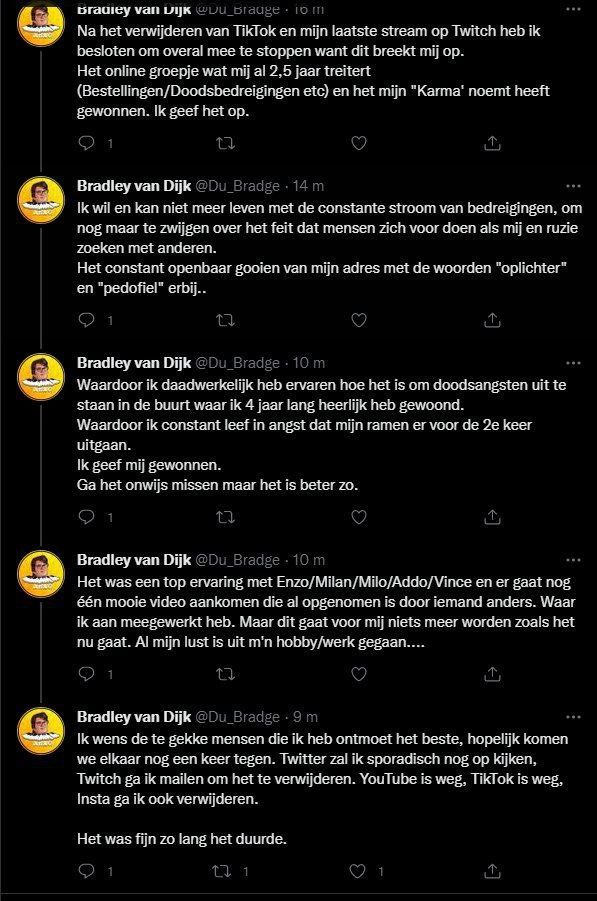 Bradley van Dijk @Du_Bradge · 16 m
Na het verwijderen van TikTok en mijn laatste stream op Twitch heb ik
besloten om overal mee te stoppen want dit breekt mij op.
Het online groepje wat mij al 2,5 jaar treitert
(Bestellingen/Doodsbedreigingen etc) en het mijn "Karma' noemt heeft
gewonnen. Ik geef het op.
1
Bradley van Dijk @Du_Bradge · 14 m
Ik wil en kan niet meer leven met de constante stroom van bedreigingen, om
nog maar te zwijgen over het feit dat mensen zich voor doen als mij en ruzie
zoeken met anderen.
Het constant openbaar gooien van mijn adres met de woorden "oplichter"
en "pedofiel" erbij..
1
Bradley van Dijk @Du_Bradge · 10 m
Waardoor ik daadwerkelijk heb ervaren hoe het is om doodsangsten uit te
staan in de buurt waar ik 4 jaar lang heerlijk heb gewoond.
Waardoor ik constant leef in angst dat mijn ramen er voor de 2e keer
uitgaan.
Ik geef mij gewonnen.
Ga het onwijs missen maar het is beter zo.
1
Bradley van Dijk @Du_Bradge · 10 m
Het was een top ervaring met Enzo/Milan/Milo/Addo/Vince en er gaat nog
één mooie video aankomen die al opgenomen is door iemand anders. Waar
ik aan meegewerkt heb. Maar dit gaat voor mij niets meer worden zoals het
nu gaat. Al mijn lust is uit m'n hobby/werk gegaan....
1
Bradley van Dijk @Du_Bradge · 9 m
Ik wens de te gekke mensen die ik heb ontmoet het beste, hopelijk komen
we elkaar nog een keer tegen. Twitter zal ik sporadisch nog op kijken,
Twitch ga ik mailen om het te verwijderen. YouTube is weg, TikTok is weg,
Insta ga ik ook verwijderen.
Het was fijn zo lang het duurde.
1 1 1